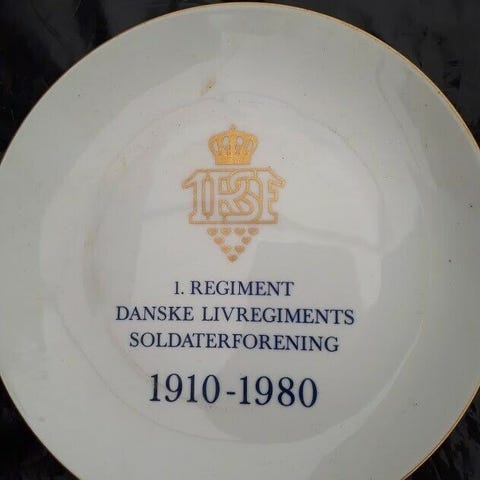 1. REGIMENT
DANSKE LIVREGIMENTS
SOLDATERFORENING
1910-1980